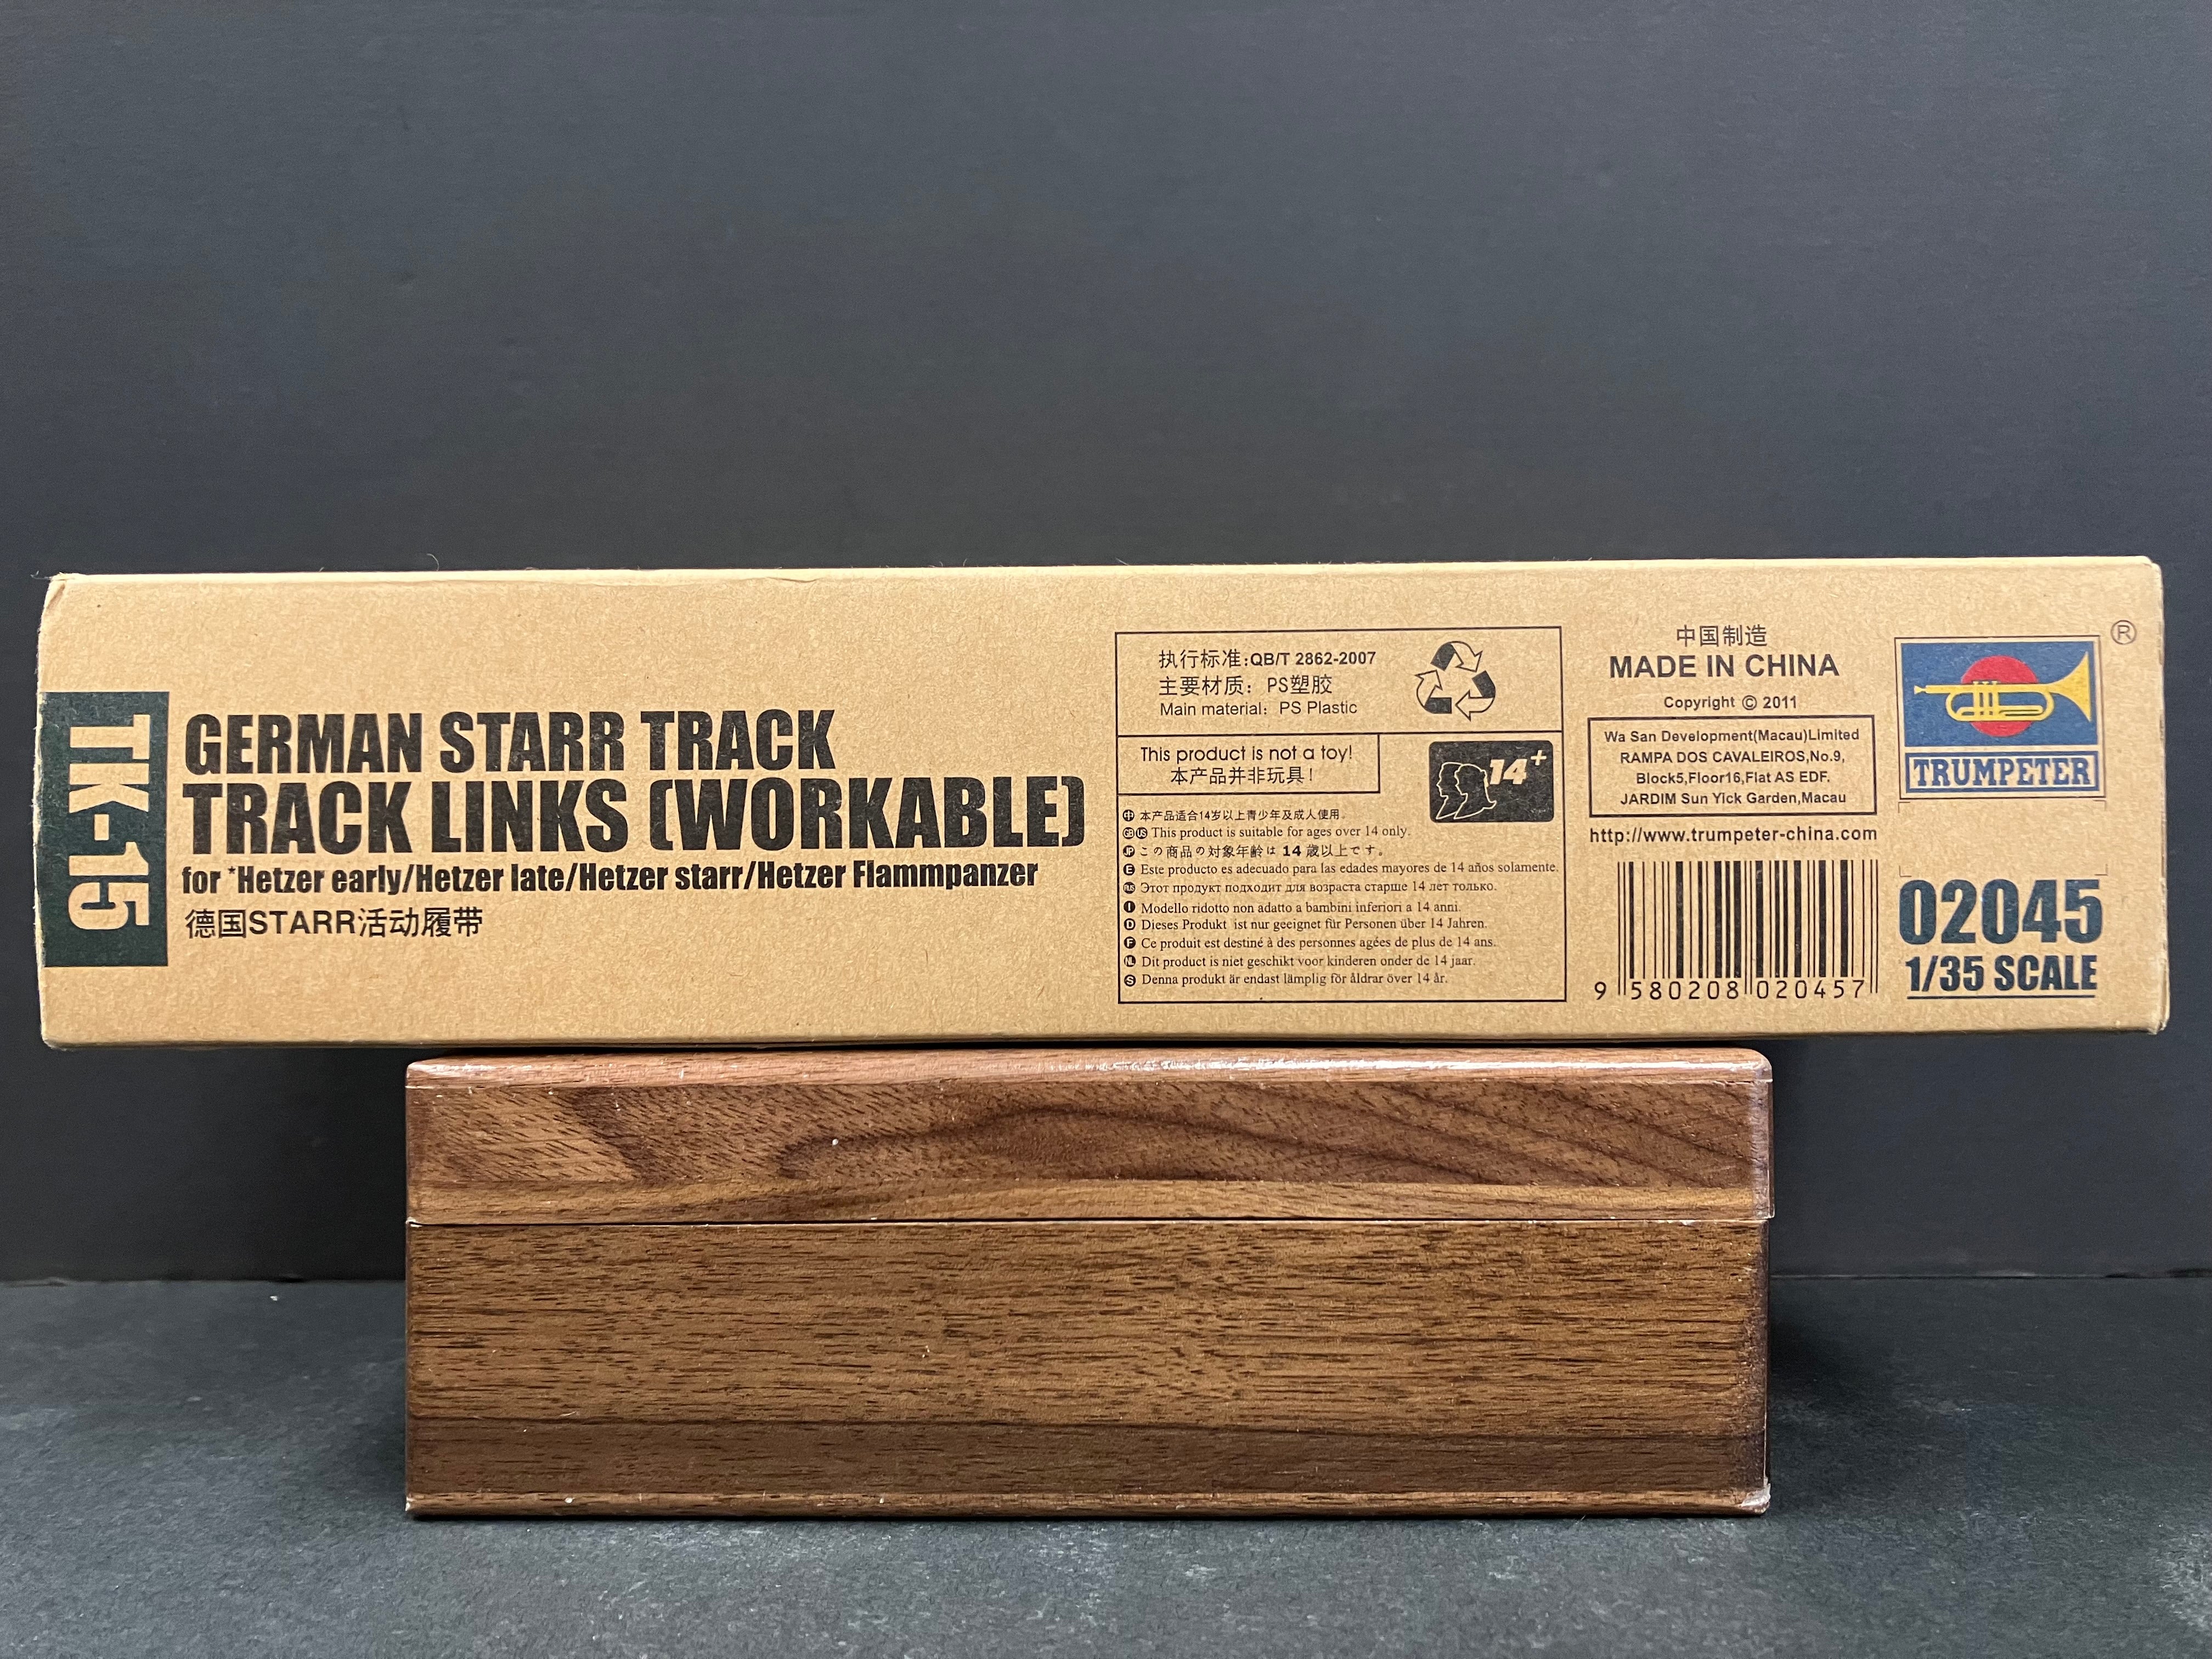 TK-15
GERMAN STARR TRACK
TRACK LINKS (WORKABLE)
for *Hetzer early/Hetzer late/Hetzer starr/Hetzer Flammpanzer
德国STARR活动履带
执行标准:QB/T 2862-2007
主要材质：PS塑胶
Main material：PS Plastic
This product is not a toy!
本产品并非玩具！
14+
中 本产品适合14岁以上青少年及成人使用。
GB US This product is suitable for ages over 14 only.
JP この商品の対象年齢は 14 歳以上です。
E Este producto es adecuado para las edades mayores de 14 años solamente.
RUS Этот продукт подходит для возраста старше 14 лет только.
I Modello ridotto non adatto a bambini inferiori a 14 anni.
D Dieses Produkt ist nur geeignet für Personen über 14 Jahren.
F Ce produit est destiné à des personnes agées de plus de 14 ans.
NL Dit product is niet geschikt voor kinderen onder de 14 jaar.
S Denna produkt är endast lämplig för åldrar över 14 år.
中国制造
MADE IN CHINA
Copyright © 2011
Wa San Development(Macau)Limited
RAMPA DOS CAVALEIROS,No.9,
Block5,Floor16,Flat AS EDF.
JARDIM Sun Yick Garden,Macau
http://www.trumpeter-china.com
9 580208 020457
®
TRUMPETER
02045
1/35 SCALE